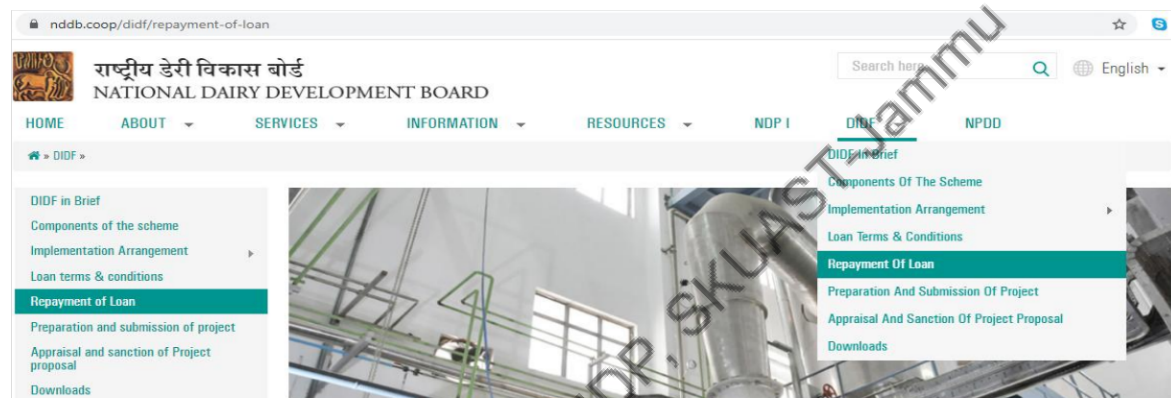 nddb.coop/didf/repayment-of-loan
राष्ट्रीय डेरी विकास बोर्ड
NATIONAL DAIRY DEVELOPMENT BOARD
Search here
English
HOME ABOUT SERVICES INFORMATION RESOURCES NDP I DIDF NPDD
» DIDF »
DIDF in Brief
Components of the scheme
Implementation Arrangement
Loan terms & conditions
Repayment of Loan
Preparation and submission of project
Appraisal and sanction of Project
proposal
Downloads
DIDF In Brief
Components Of The Scheme
Implementation Arrangement
Loan Terms & Conditions
Repayment Of Loan
Preparation And Submission Of Project
Appraisal And Sanction Of Project Proposal
Downloads
OR, SKUAST-Jammu